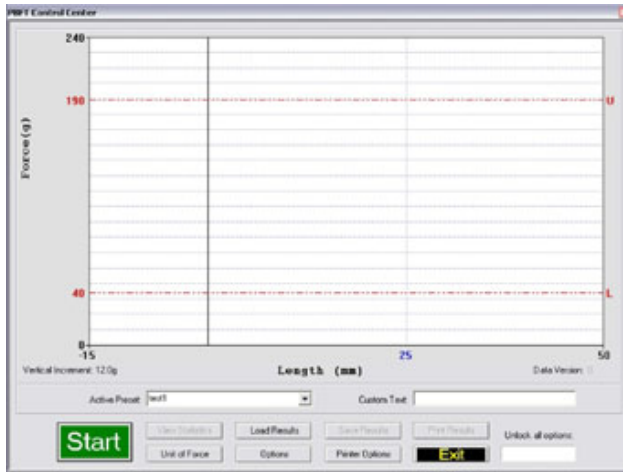 PBFT Control Center
240
190
U
Force(g)
40
L
0
-15
25
50
Vertical Increment: 12.0g
Length (mm)
Data Version: 0
Active Preset:
test1
Custom Text:
Start
View Statistics
Load Results
Save Results
Print Results
Unlock all options:
Unit of Force
Options
Printer Options
Exit